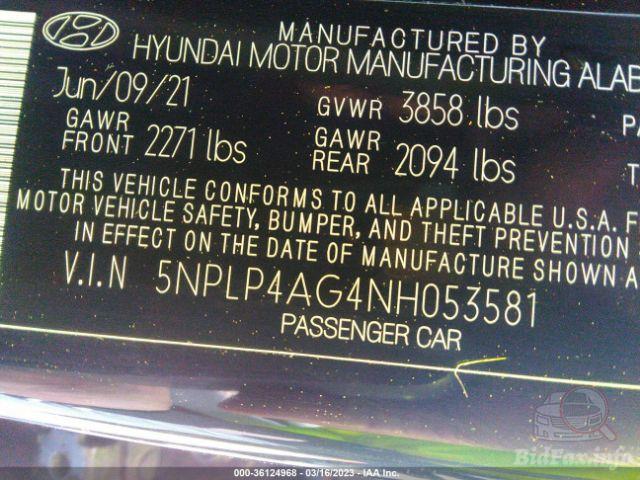 MANUFACTURED BY
HYUNDAI MOTOR MANUFACTURING ALAB
Jun/09/21 GVWR 3858 lbs PA
GAWR FRONT 2271 lbs GAWR REAR 2094 lbs T
THIS VEHICLE CONFORMS TO ALL APPLICABLE U.S.A. F
MOTOR VEHICLE SAFETY, BUMPER, AND THEFT PREVENTION
IN EFFECT ON THE DATE OF MANUFACTURE SHOWN A
V.I.N 5NPLP4AG4NH053581
PASSENGER CAR
BidFax.info
000-36124968 - 03/16/2023 - IAA Inc.